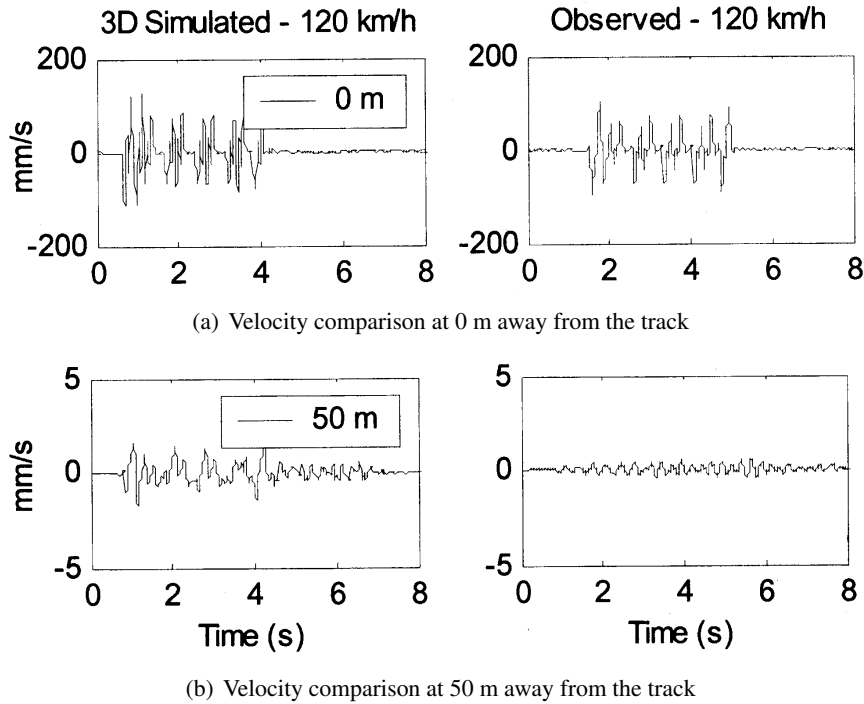 3D Simulated - 120 km/h
Observed - 120 km/h
200
0
-200
mm/s
0 m
0 2 4 6 8
200
0
-200
0 2 4 6 8
(a) Velocity comparison at 0 m away from the track
5
0
-5
mm/s
50 m
0 2 4 6 8
Time (s)
5
0
-5
0 2 4 6 8
Time (s)
(b) Velocity comparison at 50 m away from the track